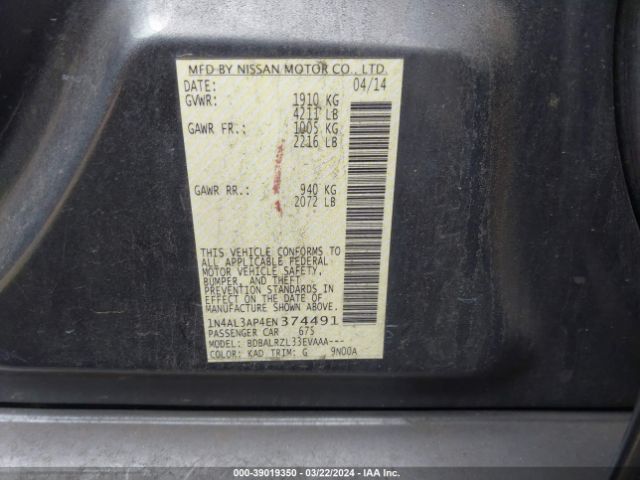 MFD BY NISSAN MOTOR CO., LTD.
DATE: 04/14
GVWR: 1910 KG
4211 LB
GAWR FR.: 1005 KG
2216 LB
GAWR RR.: 940 KG
2072 LB
THIS VEHICLE CONFORMS TO
ALL APPLICABLE FEDERAL
MOTOR VEHICLE SAFETY,
BUMPER, AND THEFT
PREVENTION STANDARDS IN
EFFECT ON THE DATE OF
MANUFACTURE SHOWN ABOVE.
1N4AL3AP4EN374491
PASSENGER CAR 675
MODEL: BDBALRZL33EVAAA---
COLOR: KAD TRIM: G 9N00A
000-39019350 - 03/22/2024 - IAA Inc.